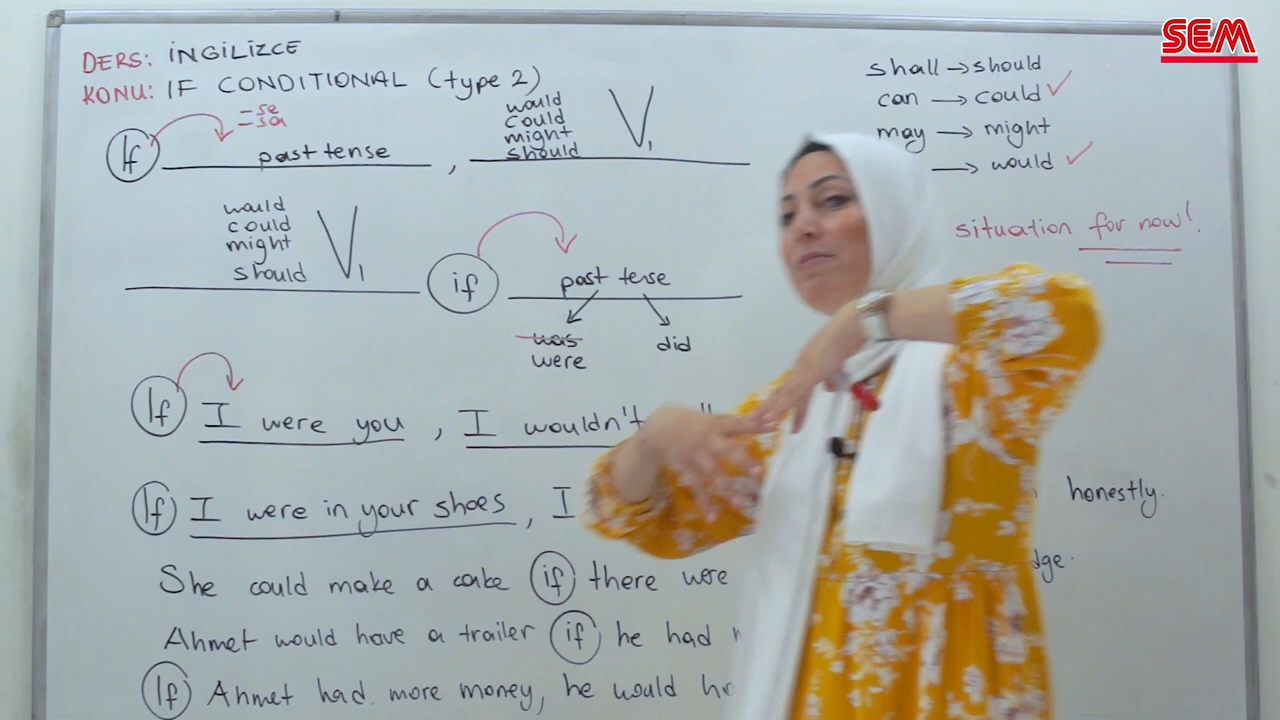 SEM
DERS: İNGİLİZCE
KONU: IF CONDITIONAL (type 2)
If
=se
=sa
past tense ,
would
could
might
should
V1
shall → should
can → could ✓
may → might
→ would ✓
situation for now!
would
could
might
should
V1
if
past tense
was
were
did
If I were you , I wouldn't
If I were in your shoes , I honestly.
She could make a cake if there were
Ahmet would have a trailer if he had
If Ahmet had more money, he would